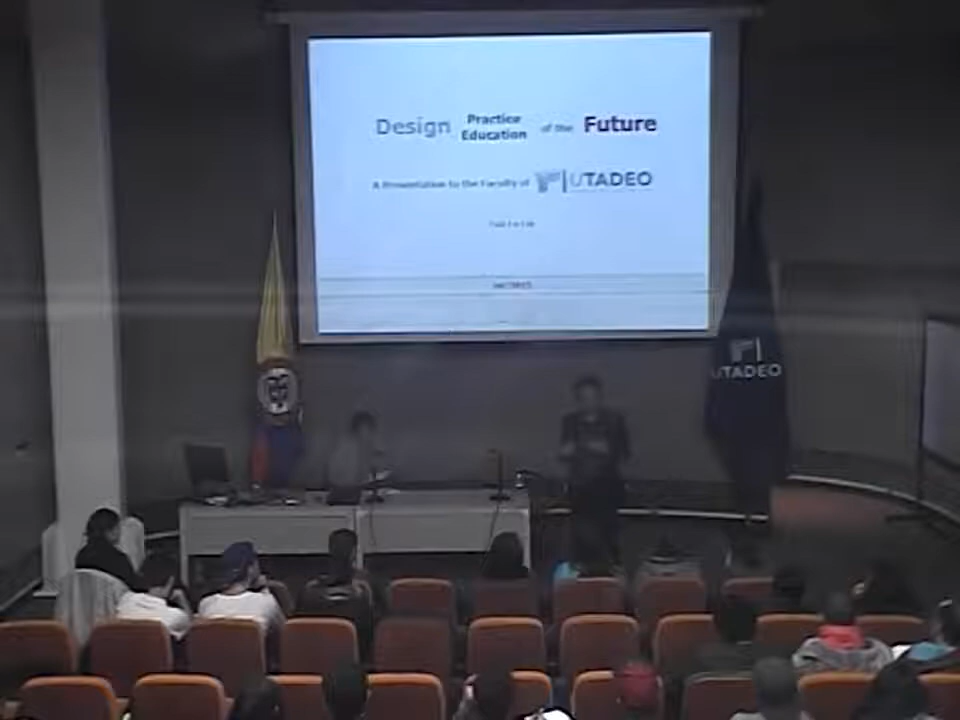 Design Practice Education of the Future
A Presentation to the Faculty of UTADEO
UTADEO